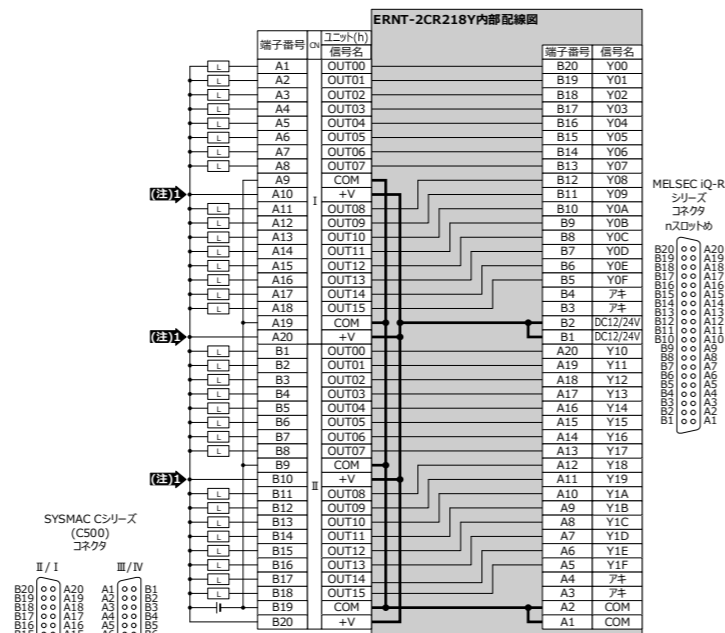 ERNT-2CR218Y内部配線図
端子番号 CN ユニット(h) 信号名 端子番号 信号名
L A1 OUT00 B20 Y00
L A2 OUT01 B19 Y01
L A3 OUT02 B18 Y02
L A4 OUT03 B17 Y03
L A5 OUT04 B16 Y04
L A6 OUT05 B15 Y05
L A7 OUT06 B14 Y06
L A8 OUT07 B13 Y07
A9 COM B12 Y08
(注)1 A10 +V B11 Y09
I
L A11 OUT08 B10 Y0A
L A12 OUT09 B9 Y0B
L A13 OUT10 B8 Y0C
L A14 OUT11 B7 Y0D
L A15 OUT12 B6 Y0E
L A16 OUT13 B5 Y0F
L A17 OUT14 B4 アキ
L A18 OUT15 B3 アキ
A19 COM B2 DC12/24V
(注)1 A20 +V B1 DC12/24V
L B1 OUT00 A20 Y10
L B2 OUT01 A19 Y11
L B3 OUT02 A18 Y12
L B4 OUT03 A17 Y13
L B5 OUT04 A16 Y14
L B6 OUT05 A15 Y15
L B7 OUT06 A14 Y16
L B8 OUT07 A13 Y17
B9 COM A12 Y18
(注)1 B10 +V A11 Y19
II
L B11 OUT08 A10 Y1A
L B12 OUT09 A9 Y1B
L B13 OUT10 A8 Y1C
L B14 OUT11 A7 Y1D
L B15 OUT12 A6 Y1E
L B16 OUT13 A5 Y1F
L B17 OUT14 A4 アキ
L B18 OUT15 A3 アキ
B19 COM A2 COM
B20 +V A1 COM
MELSEC iQ-R
シリーズ
コネクタ
nスロットめ
B20 A20
B19 A19
B18 A18
B17 A17
B16 A16
B15 A15
B14 A14
B13 A13
B12 A12
B11 A11
B10 A10
B9 A9
B8 A8
B7 A7
B6 A6
B5 A5
B4 A4
B3 A3
B2 A2
B1 A1
SYSMAC Cシリーズ
(C500)
コネクタ
II / I III / IV
B20 A20 A1 B1
B19 A19 A2 B2
B18 A18 A3 B3
B17 A17 A4 B4
B16 A16 A5 B5